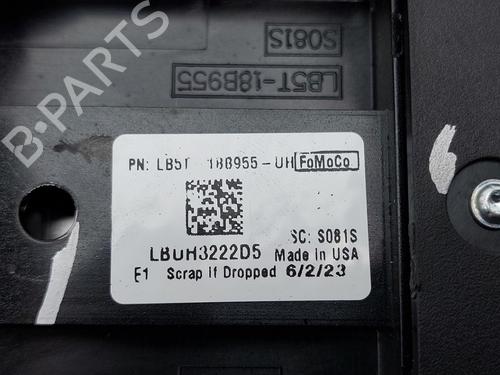 S081S
LB5T-18B955
PN: LB5T 18B955-UH FoMoCo
SC: S081S
LBUH3222D5 Made in USA
E1 Scrap if Dropped 6/2/23
6
B-PARTS